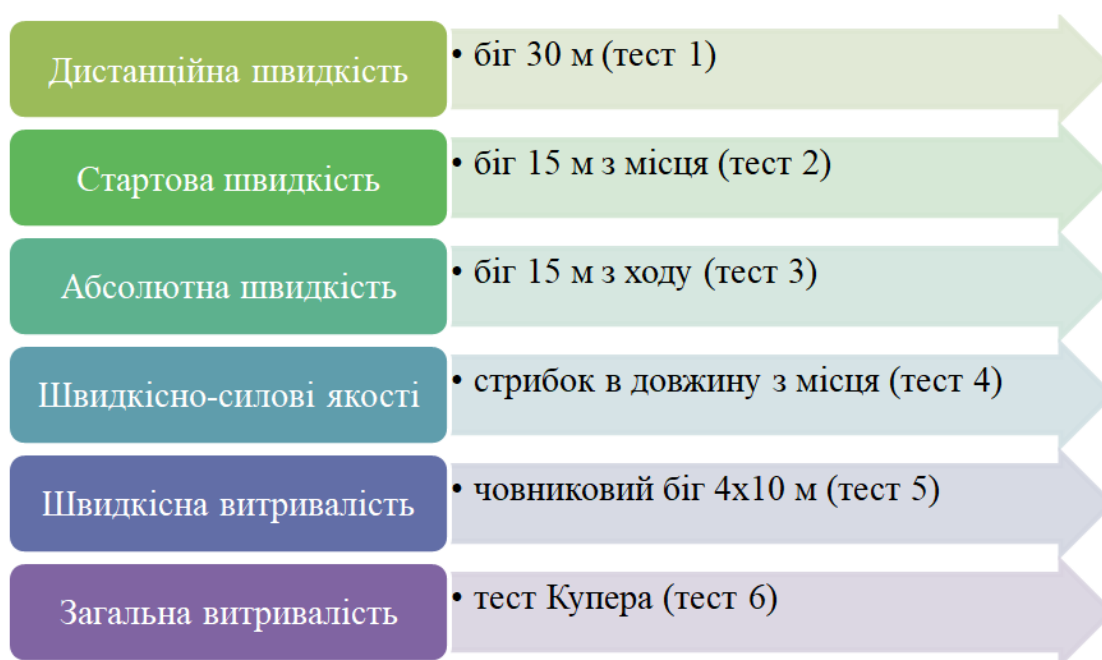 Дистанційна швидкість
• біг 30 м (тест 1)
Стартова швидкість
• біг 15 м з місця (тест 2)
Абсолютна швидкість
• біг 15 м з ходу (тест 3)
Швидкісно-силові якості
• стрибок в довжину з місця (тест 4)
Швидкісна витривалість
• човниковий біг 4х10 м (тест 5)
Загальна витривалість
• тест Купера (тест 6)